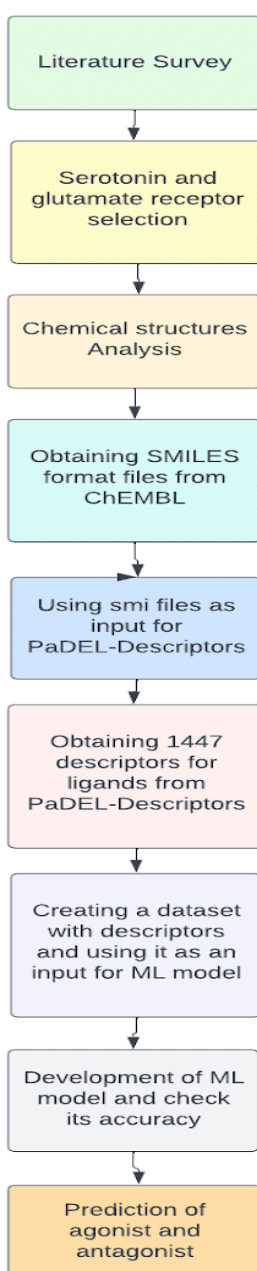 Literature Survey
Serotonin and
glutamate receptor
selection
Chemical structures
Analysis
Obtaining SMILES
format files from
ChEMBL
Using smi files as
input for
PaDEL-Descriptors
Obtaining 1447
descriptors for
ligands from
PaDEL-Descriptors
Creating a dataset
with descriptors
and using it as an
input for ML model
Development of ML
model and check
its accuracy
Prediction of
agonist and
antagonist